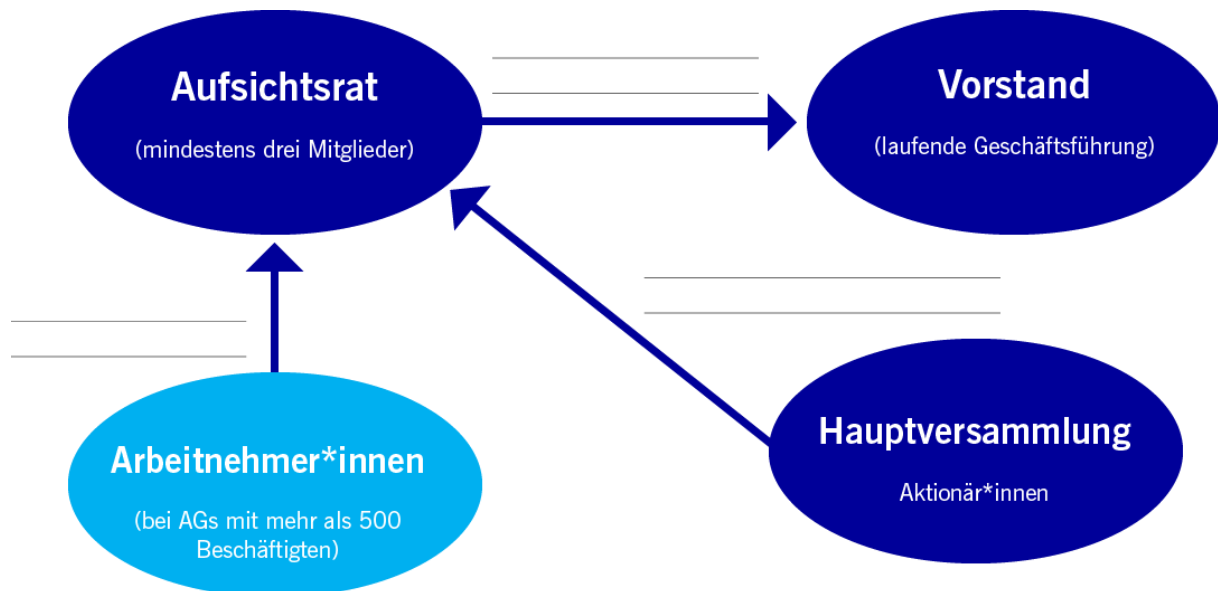 Aufsichtsrat
(mindestens drei Mitglieder)
Vorstand
(laufende Geschäftsführung)
Arbeitnehmer*innen
(bei AGs mit mehr als 500
Beschäftigten)
Hauptversammlung
Aktionär*innen